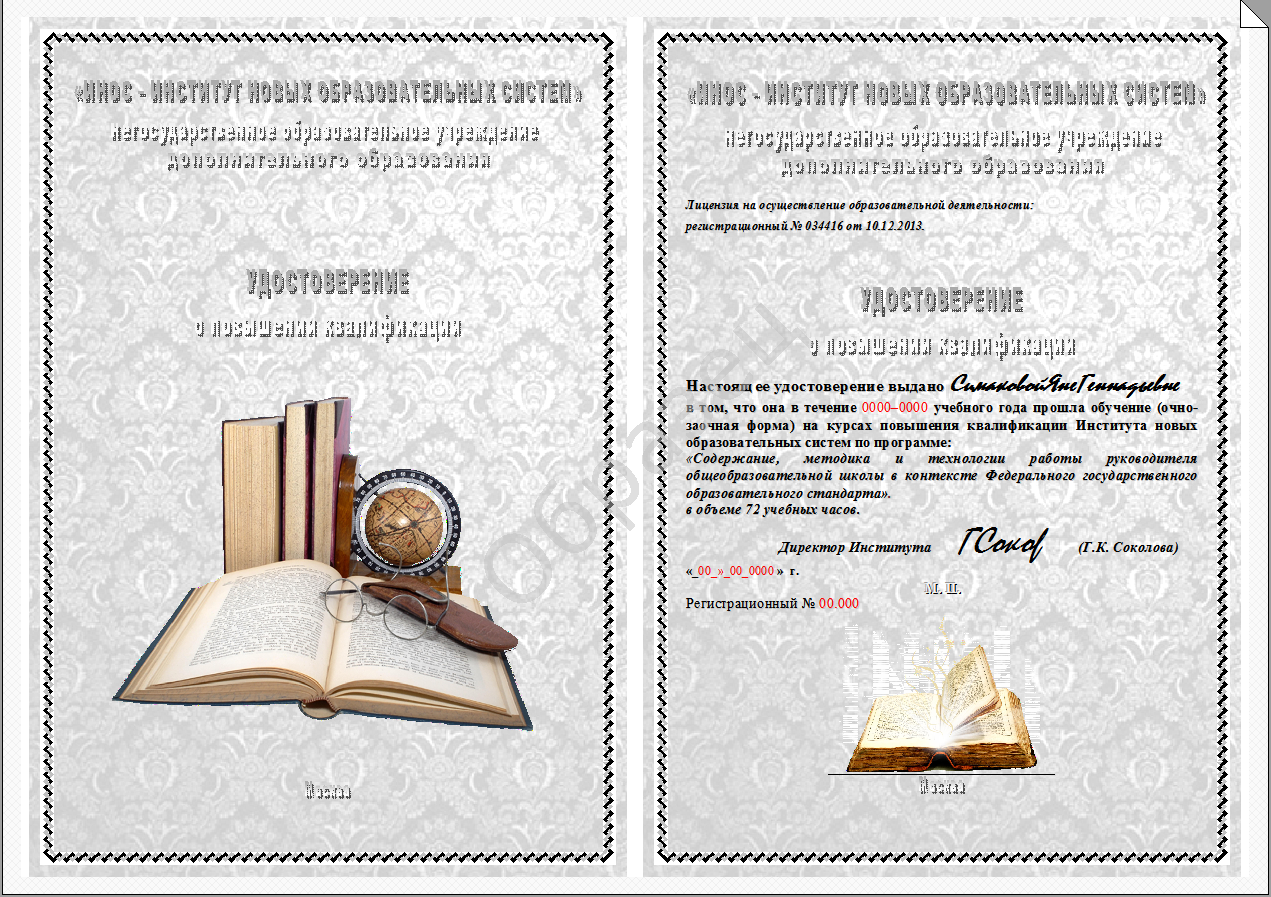 «ИНОС - ИНСТИТУТ НОВЫХ ОБРАЗОВАТЕЛЬНЫХ СИСТЕМ»
негосударственное образовательное учреждение
дополнительного образования
УДОСТОВЕРЕНИЕ
о повышении квалификации
Москва
«ИНОС - ИНСТИТУТ НОВЫХ ОБРАЗОВАТЕЛЬНЫХ СИСТЕМ»
негосударственное образовательное учреждение
дополнительного образования
Лицензия на осуществление образовательной деятельности:
регистрационный № 034416 от 10.12.2013.
УДОСТОВЕРЕНИЕ
о повышении квалификации
Настоящее удостоверение выдано Симаковой Яне Геннадьевне
в том, что она в течение 0000–0000 учебного года прошла обучение (очно-
заочная форма) на курсах повышения квалификации Института новых
образовательных систем по программе:
«Содержание, методика и технологии работы руководителя
общеобразовательной школы в контексте Федерального государственного
образовательного стандарта».
в объеме 72 учебных часов.
Директор Института ГСоков (Г.К. Соколова)
«_00_»_00_0000» г.
М. П.
Регистрационный № 00.000
Москва